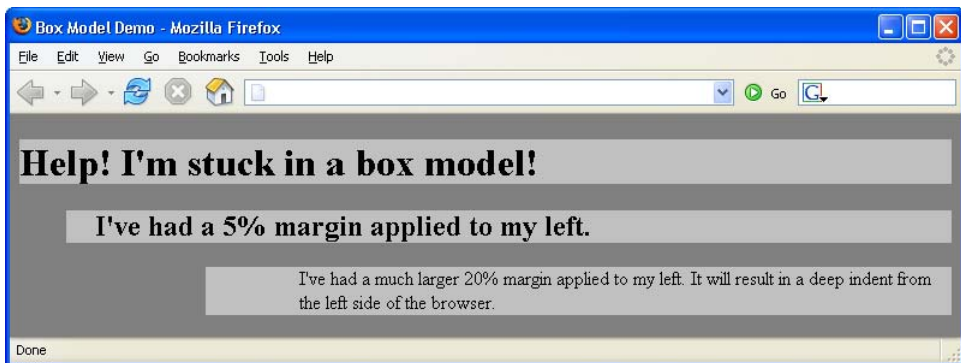 Box Model Demo - Mozilla Firefox
File Edit View Go Bookmarks Tools Help
Go G
Help! I'm stuck in a box model!
I've had a 5% margin applied to my left.
I've had a much larger 20% margin applied to my left. It will result in a deep indent from
the left side of the browser.
Done